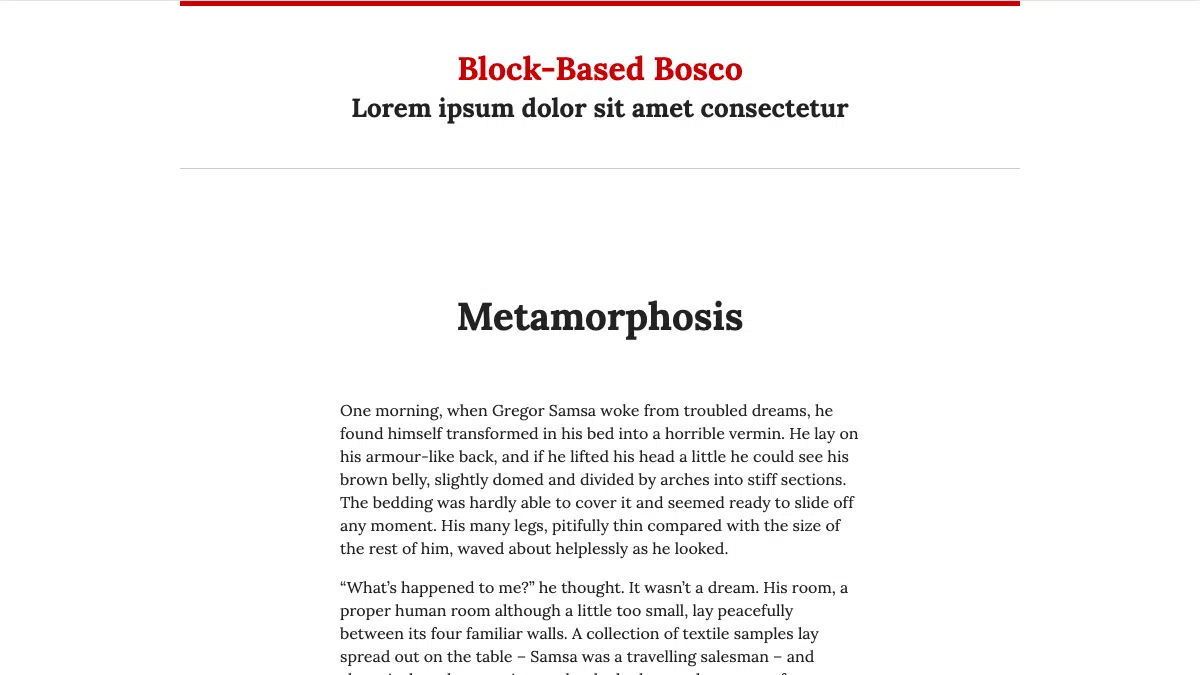 Block-Based Bosco
Lorem ipsum dolor sit amet consectetur
Metamorphosis
One morning, when Gregor Samsa woke from troubled dreams, he
found himself transformed in his bed into a horrible vermin. He lay on
his armour-like back, and if he lifted his head a little he could see his
brown belly, slightly domed and divided by arches into stiff sections.
The bedding was hardly able to cover it and seemed ready to slide off
any moment. His many legs, pitifully thin compared with the size of
the rest of him, waved about helplessly as he looked.
“What’s happened to me?” he thought. It wasn’t a dream. His room, a
proper human room although a little too small, lay peacefully
between its four familiar walls. A collection of textile samples lay
spread out on the table – Samsa was a travelling salesman – and